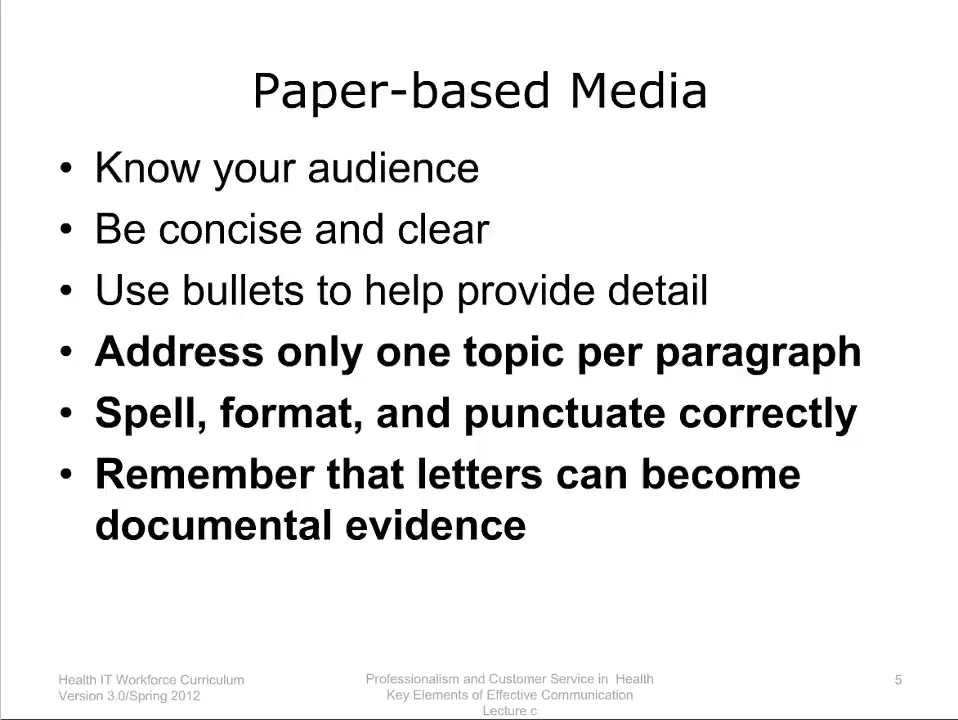 Paper-based Media
• Know your audience
• Be concise and clear
• Use bullets to help provide detail
• Address only one topic per paragraph
• Spell, format, and punctuate correctly
• Remember that letters can become
documental evidence
Health IT Workforce Curriculum
Version 3.0/Spring 2012
Professionalism and Customer Service in Health
Key Elements of Effective Communication
Lecture c
5